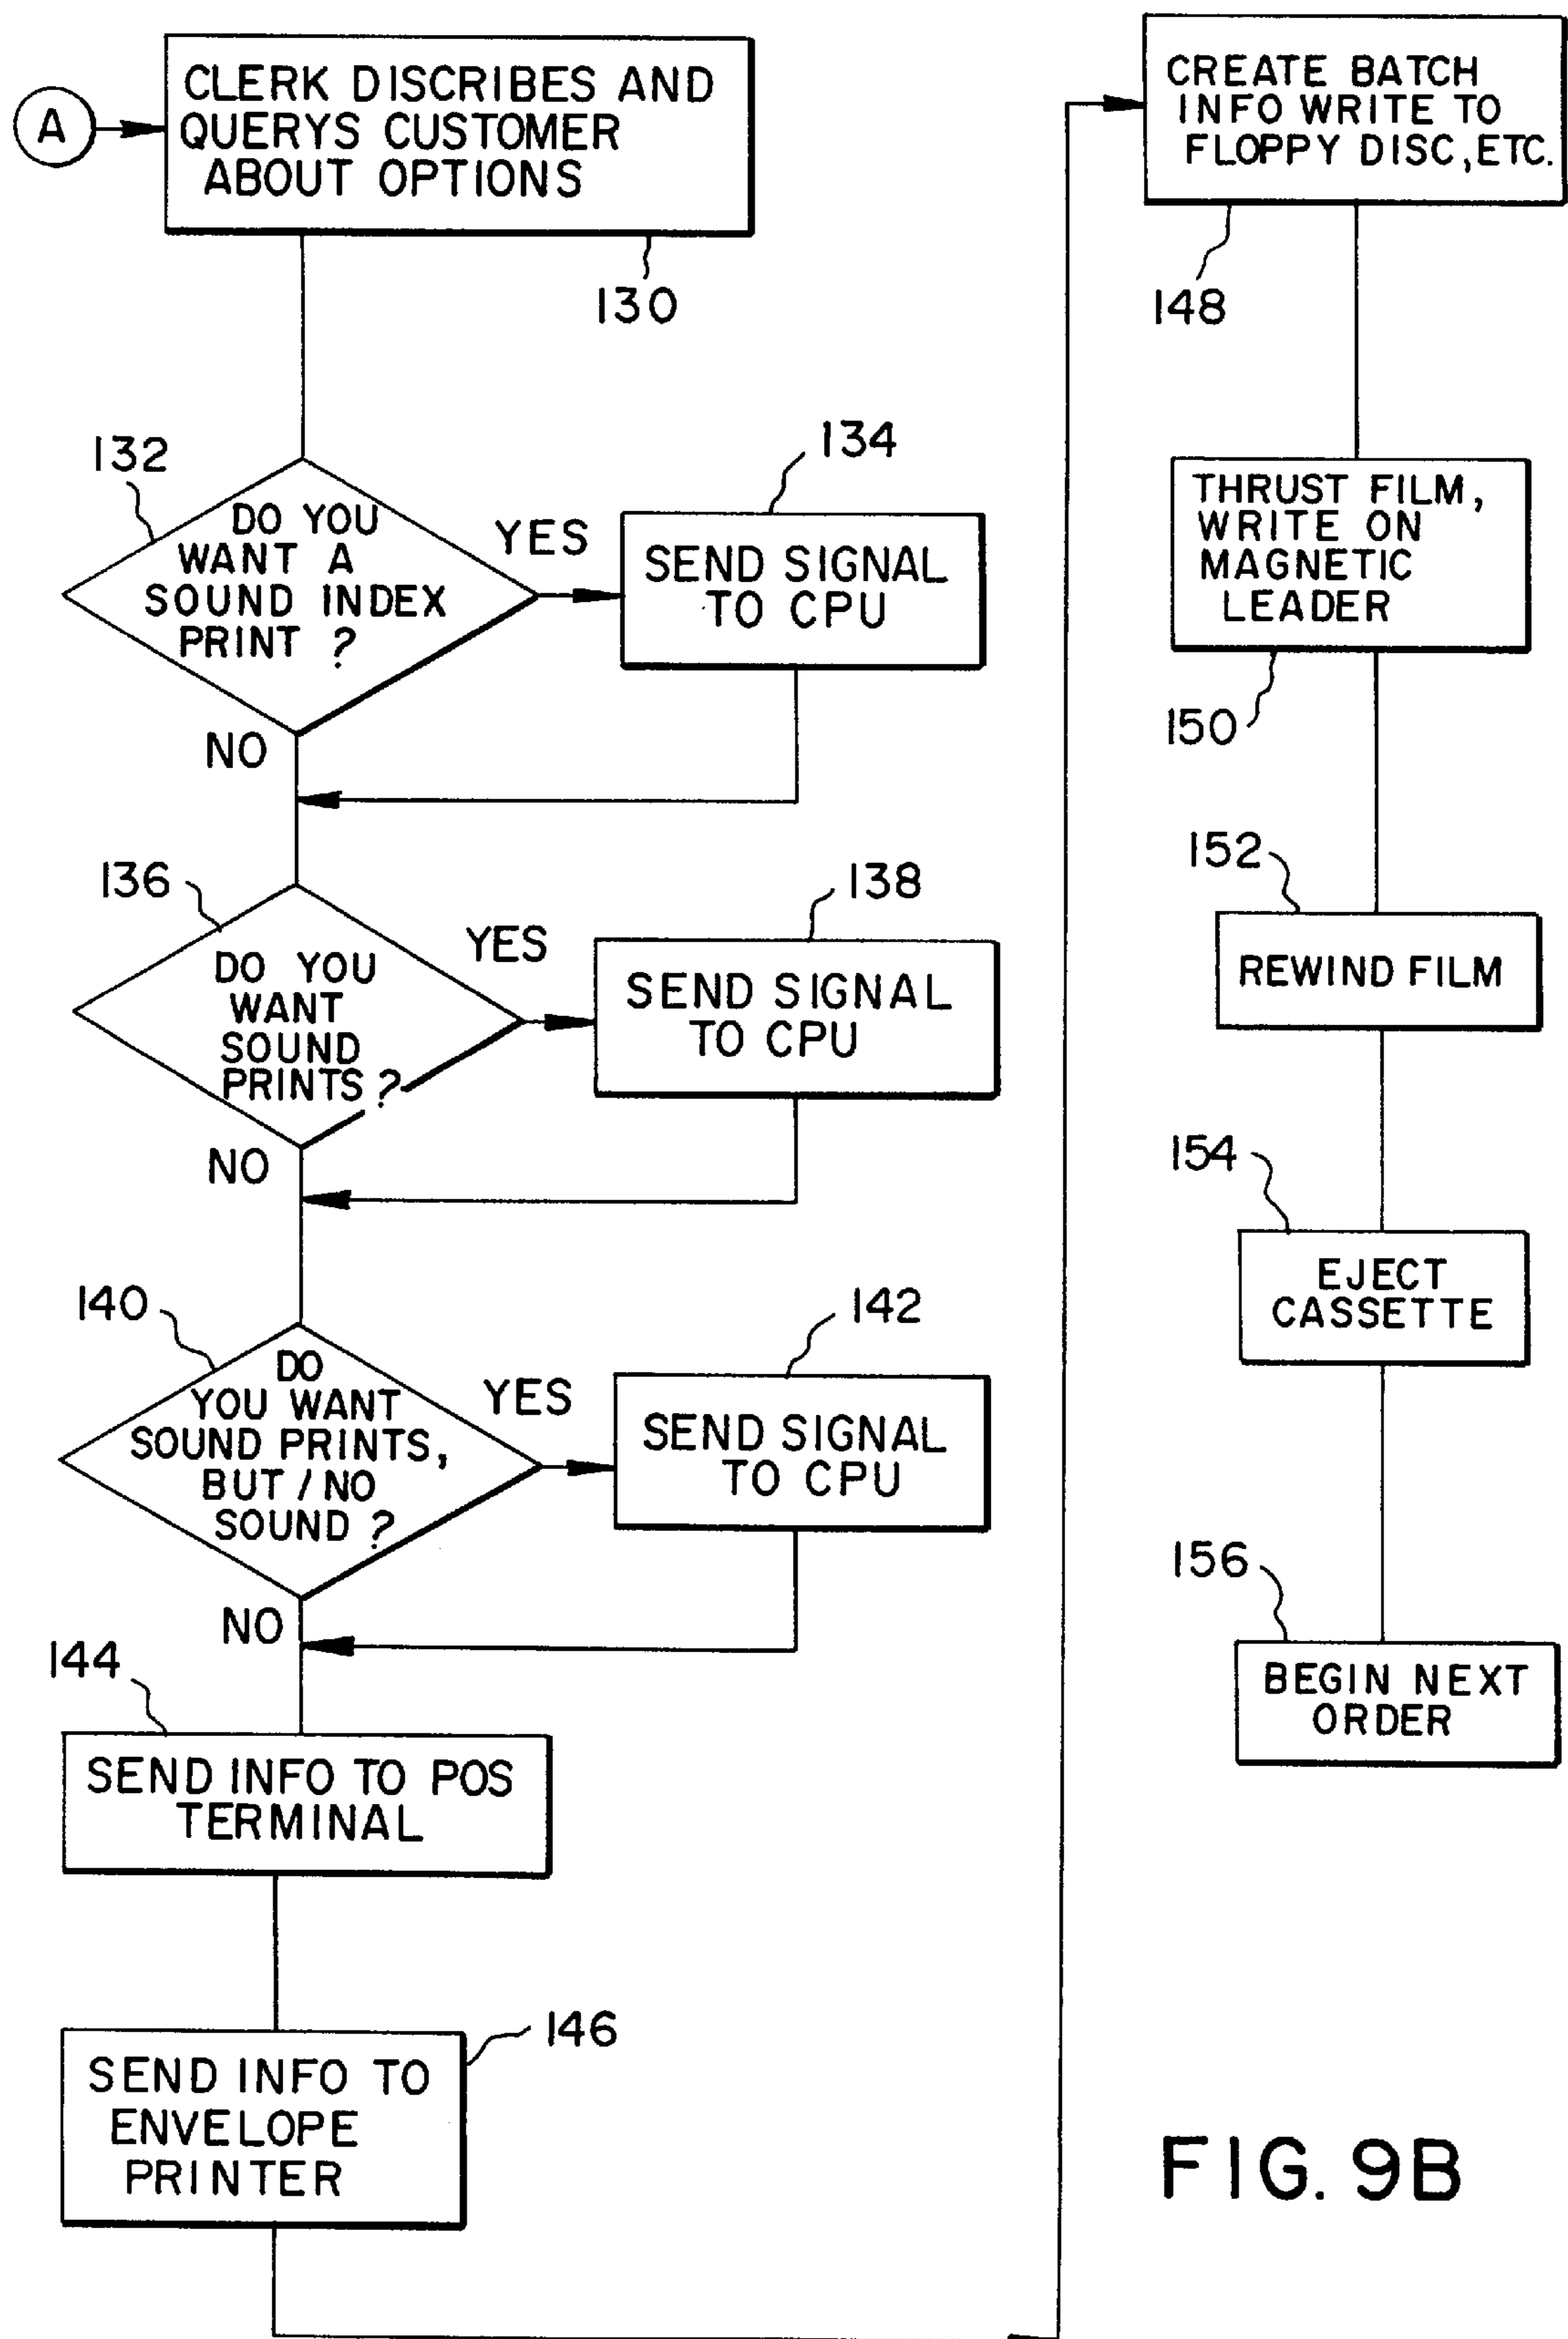 A
CLERK DISCRIBES AND
QUERYS CUSTOMER
ABOUT OPTIONS
130
132
DO YOU
WANT A
SOUND INDEX
PRINT ?
YES
134
SEND SIGNAL
TO CPU
NO
136
DO YOU
WANT
SOUND
PRINTS ?
YES
138
SEND SIGNAL
TO CPU
NO
140
DO
YOU WANT
SOUND PRINTS,
BUT / NO
SOUND ?
YES
142
SEND SIGNAL
TO CPU
NO
144
SEND INFO TO POS
TERMINAL
146
SEND INFO TO
ENVELOPE
PRINTER
CREATE BATCH
INFO WRITE TO
FLOPPY DISC, ETC.
148
THRUST FILM,
WRITE ON
MAGNETIC
LEADER
150
152
REWIND FILM
154
EJECT
CASSETTE
156
BEGIN NEXT
ORDER
FIG. 9B